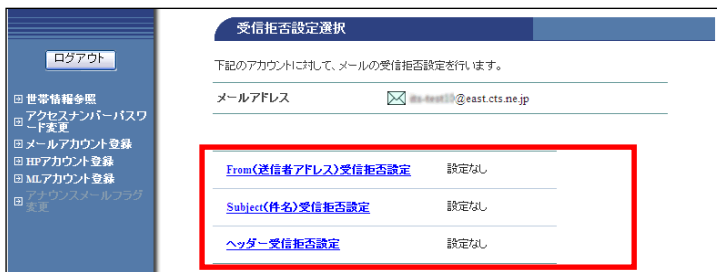 受信拒否設定選択
ログアウト
下記のアカウントに対して、メールの受信拒否設定を行います。
世帯情報参照
アクセスナンバーパスワ
ード変更
メールアカウント登録
HPアカウント登録
MLアカウント登録
アナウンスメールフラグ
変更
メールアドレス @east.cts.ne.jp
From(送信者アドレス)受信拒否設定 設定なし
Subject(件名)受信拒否設定 設定なし
ヘッダー受信拒否設定 設定なし